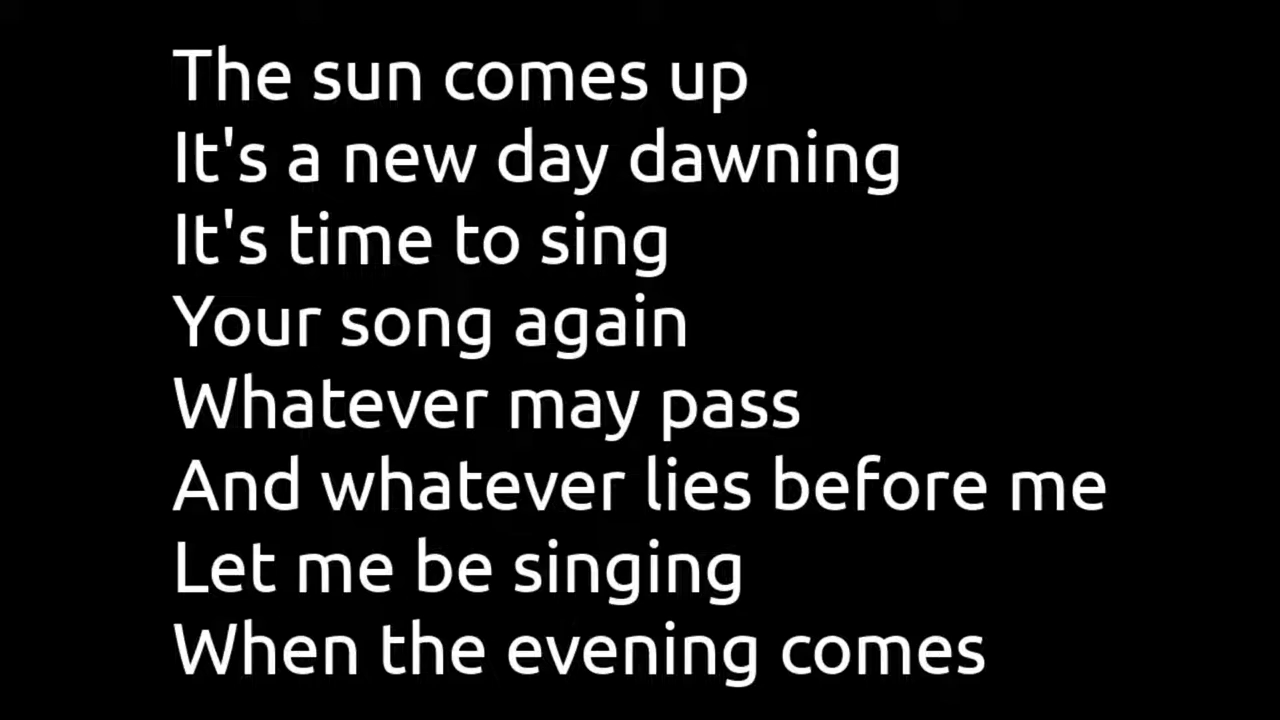 The sun comes up
It's a new day dawning
It's time to sing
Your song again
Whatever may pass
And whatever lies before me
Let me be singing
When the evening comes